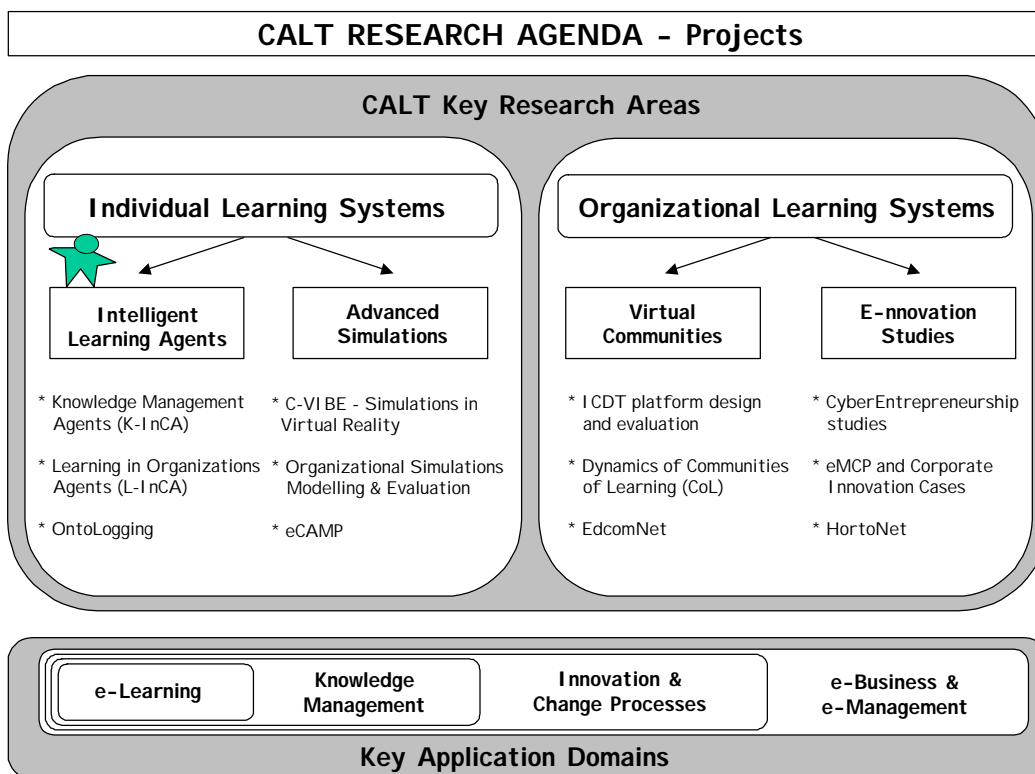 CALT RESEARCH AGENDA - Projects
CALT Key Research Areas
Individual Learning Systems
Intelligent
Learning Agents
Advanced
Simulations
* Knowledge Management
Agents (K-InCA)
* Learning in Organizations
Agents (L-InCA)
* OntoLogging
* C-VIBE - Simulations in
Virtual Reality
* Organizational Simulations
Modelling & Evaluation
* eCAMP
Organizational Learning Systems
Virtual
Communities
E-nnovation
Studies
* ICDT platform design
and evaluation
* Dynamics of Communities
of Learning (CoL)
* EdcomNet
* CyberEntrepreneurship
studies
* eMCP and Corporate
Innovation Cases
* HortoNet
e-Learning
Knowledge
Management
Innovation &
Change Processes
e-Business &
e-Management
Key Application Domains